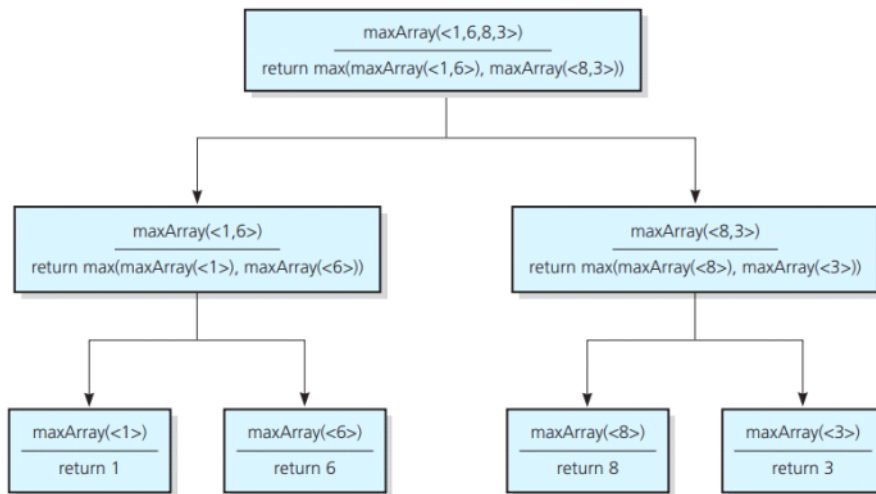 maxArray(<1,6,8,3>)
return max(maxArray(<1,6>), maxArray(<8,3>))
maxArray(<1,6>)
return max(maxArray(<1>), maxArray(<6>))
maxArray(<8,3>)
return max(maxArray(<8>), maxArray(<3>))
maxArray(<1>)
return 1
maxArray(<6>)
return 6
maxArray(<8>)
return 8
maxArray(<3>)
return 3